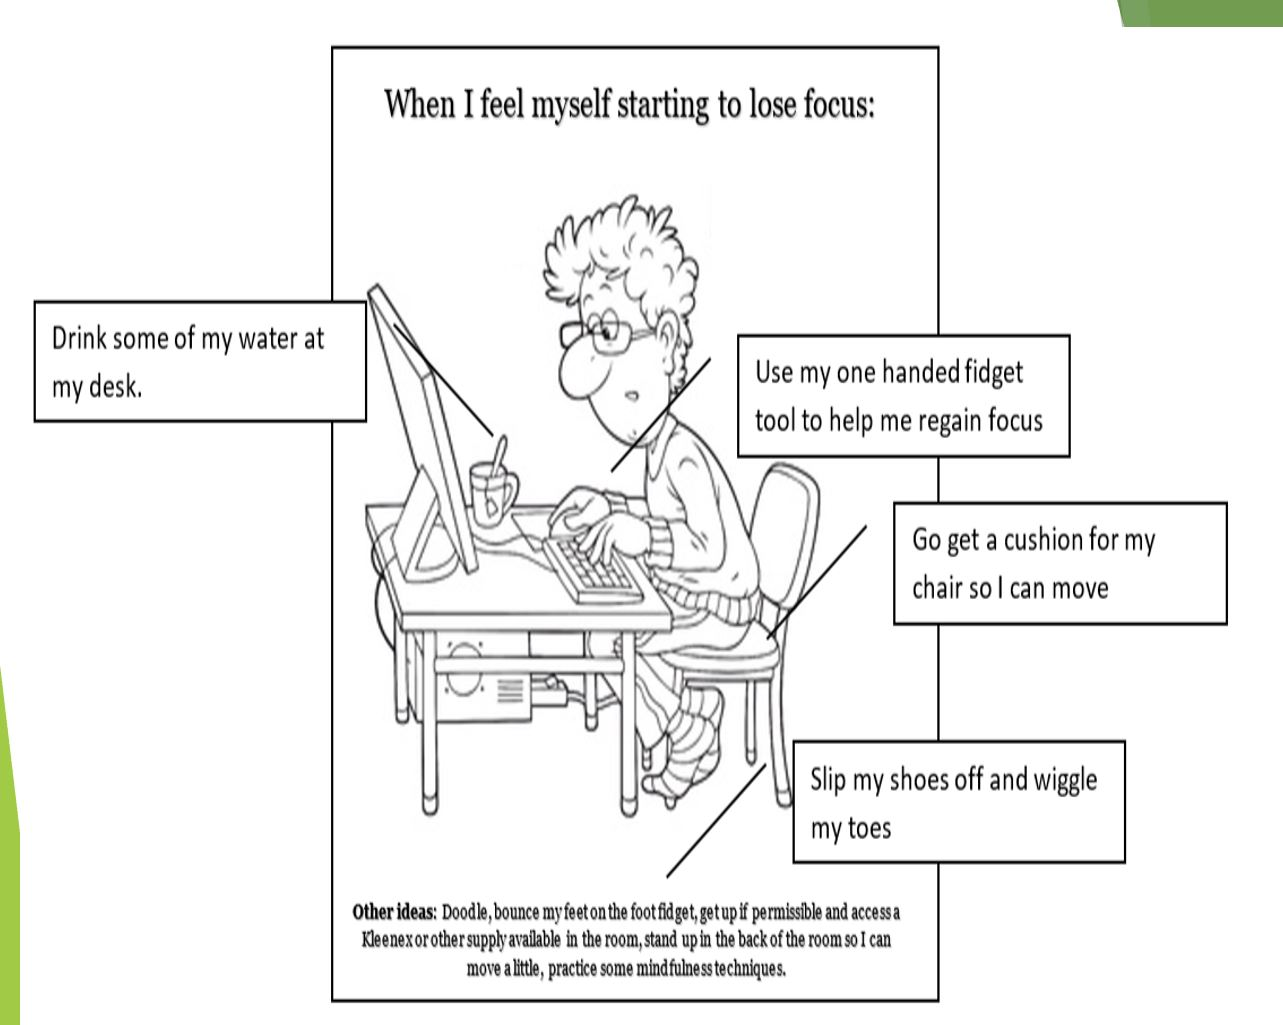 When I feel myself starting to lose focus:
Drink some of my water at
my desk.
Use my one handed fidget
tool to help me regain focus
Go get a cushion for my
chair so I can move
Slip my shoes off and wiggle
my toes
Other ideas: Doodle, bounce my feet on the foot fidget, get up if permissible and access a
Kleenex or other supply available in the room, stand up in the back of the room so I can
move a little, practice some mindfulness techniques.